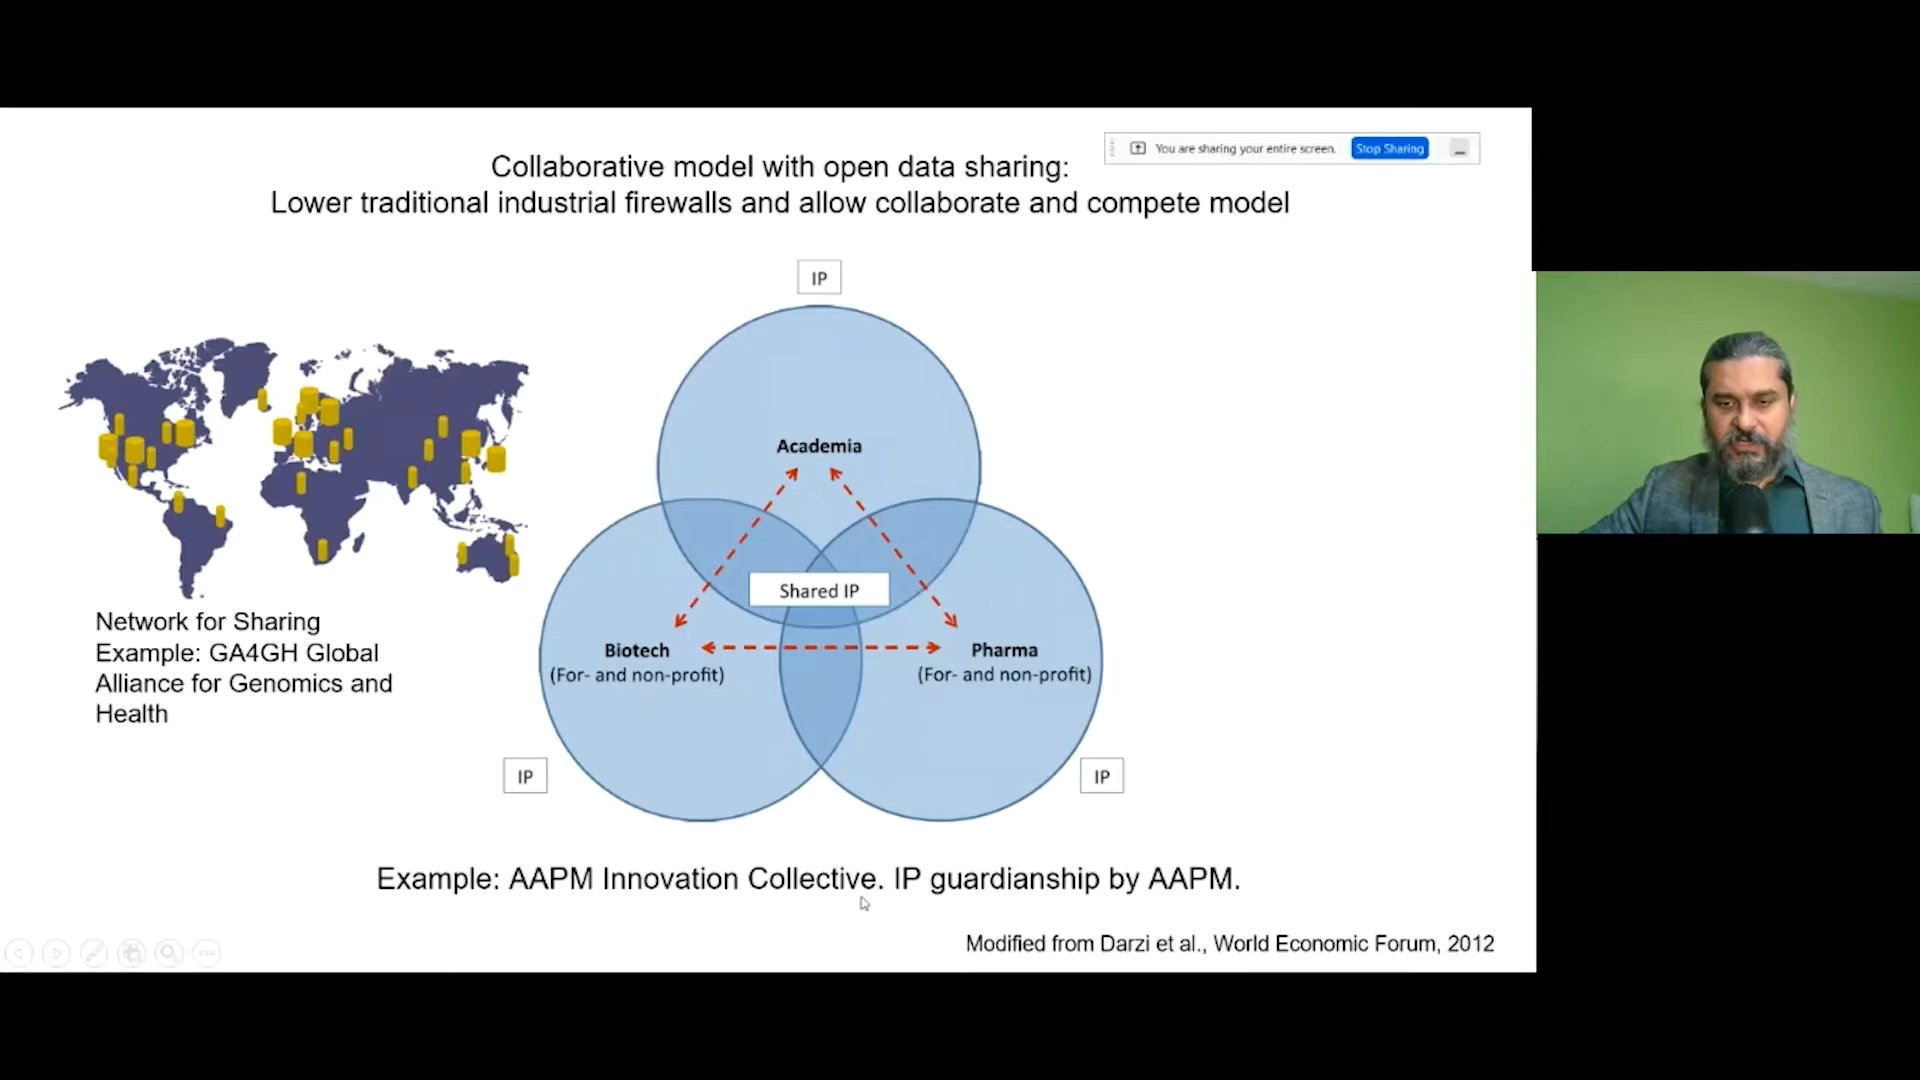 You are sharing your entire screen.
Stop Sharing
Collaborative model with open data sharing:
Lower traditional industrial firewalls and allow collaborate and compete model
IP
Academia
Shared IP
Biotech
(For- and non-profit)
Pharma
(For- and non-profit)
Network for Sharing
Example: GA4GH Global
Alliance for Genomics and
Health
IP
IP
Example: AAPM Innovation Collective. IP guardianship by AAPM.
Modified from Darzi et al., World Economic Forum, 2012